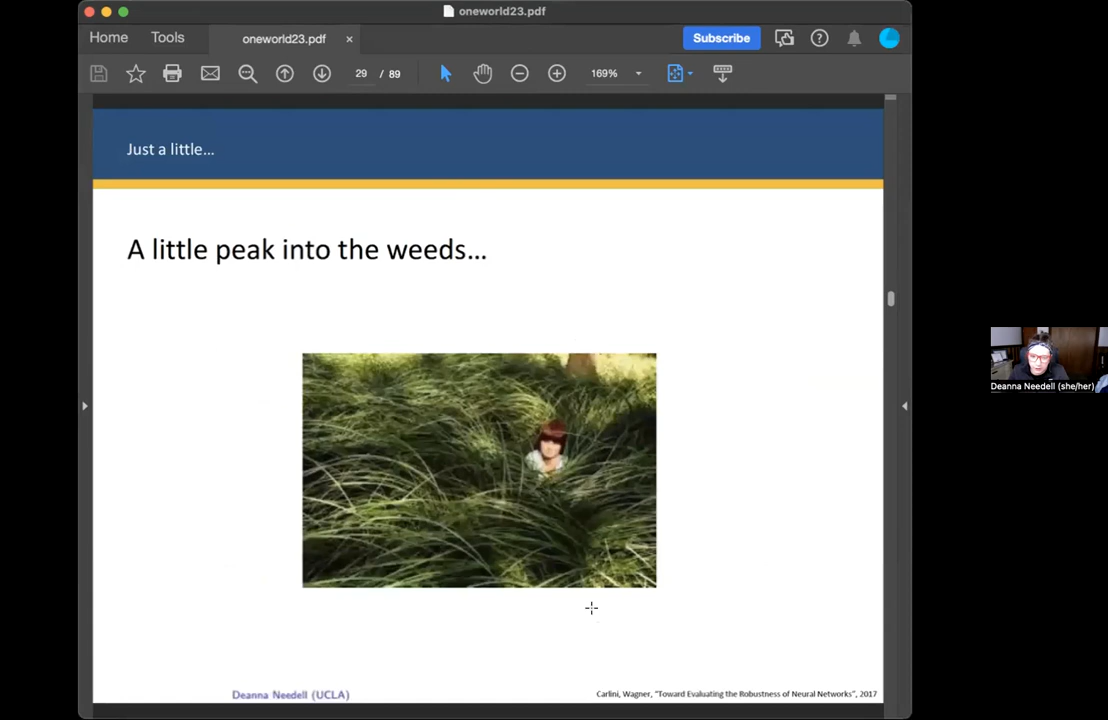 oneworld23.pdf
Home Tools oneworld23.pdf × Subscribe
29 / 89 169%
Just a little...
A little peak into the weeds...
Deanna Needell (she/her)
Deanna Needell (UCLA) Carlini, Wagner, "Toward Evaluating the Robustness of Neural Networks", 2017